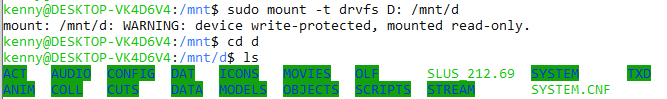 kenny@DESKTOP-VK4D6V4:/mnt$ sudo mount -t drvfs D: /mnt/d
mount: /mnt/d: WARNING: device write-protected, mounted read-only.
kenny@DESKTOP-VK4D6V4:/mnt$ cd d
kenny@DESKTOP-VK4D6V4:/mnt/d$ ls
ACT AUDIO CONFIG DAT ICONS MOVIES OLF SLUS_212.69 SYSTEM TXD
ANIM COLL CUTS DATA MODELS OBJECTS SCRIPTS STREAM SYSTEM.CNF